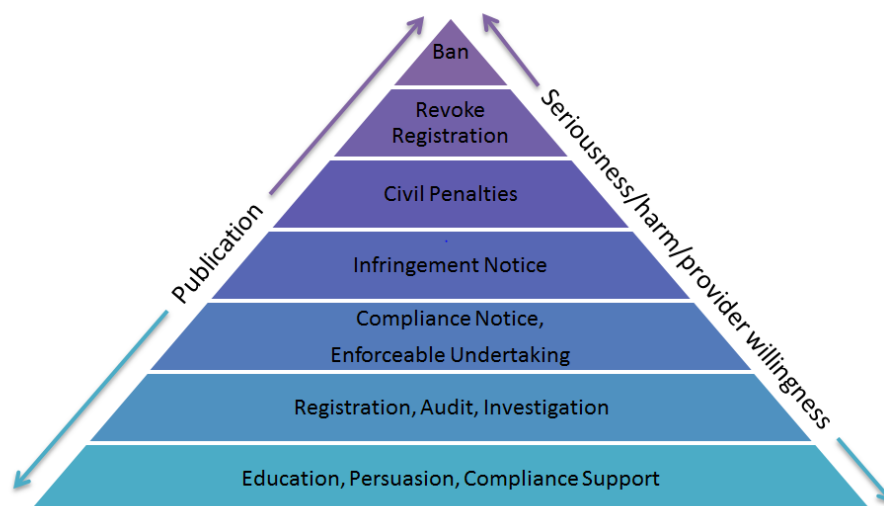 Ban
Revoke
Registration
Civil Penalties
Infringement Notice
Compliance Notice,
Enforceable Undertaking
Registration, Audit, Investigation
Education, Persuasion, Compliance Support
Publication
Seriousness/harm/provider willingness